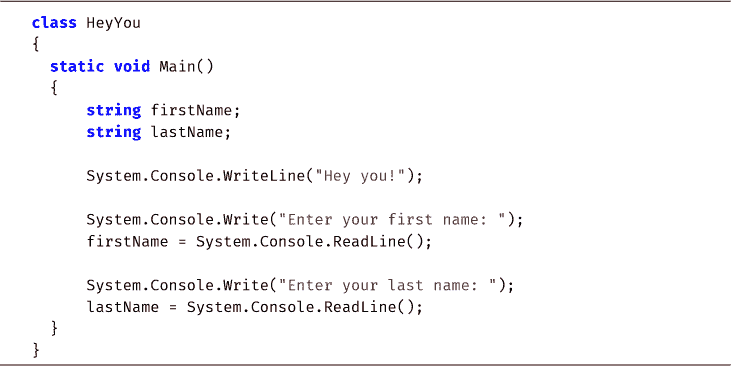 class HeyYou
{
  static void Main()
  {
      string firstName;
      string lastName;

      System.Console.WriteLine("Hey you!");

      System.Console.Write("Enter your first name: ");
      firstName = System.Console.ReadLine();

      System.Console.Write("Enter your last name: ");
      lastName = System.Console.ReadLine();
  }
}